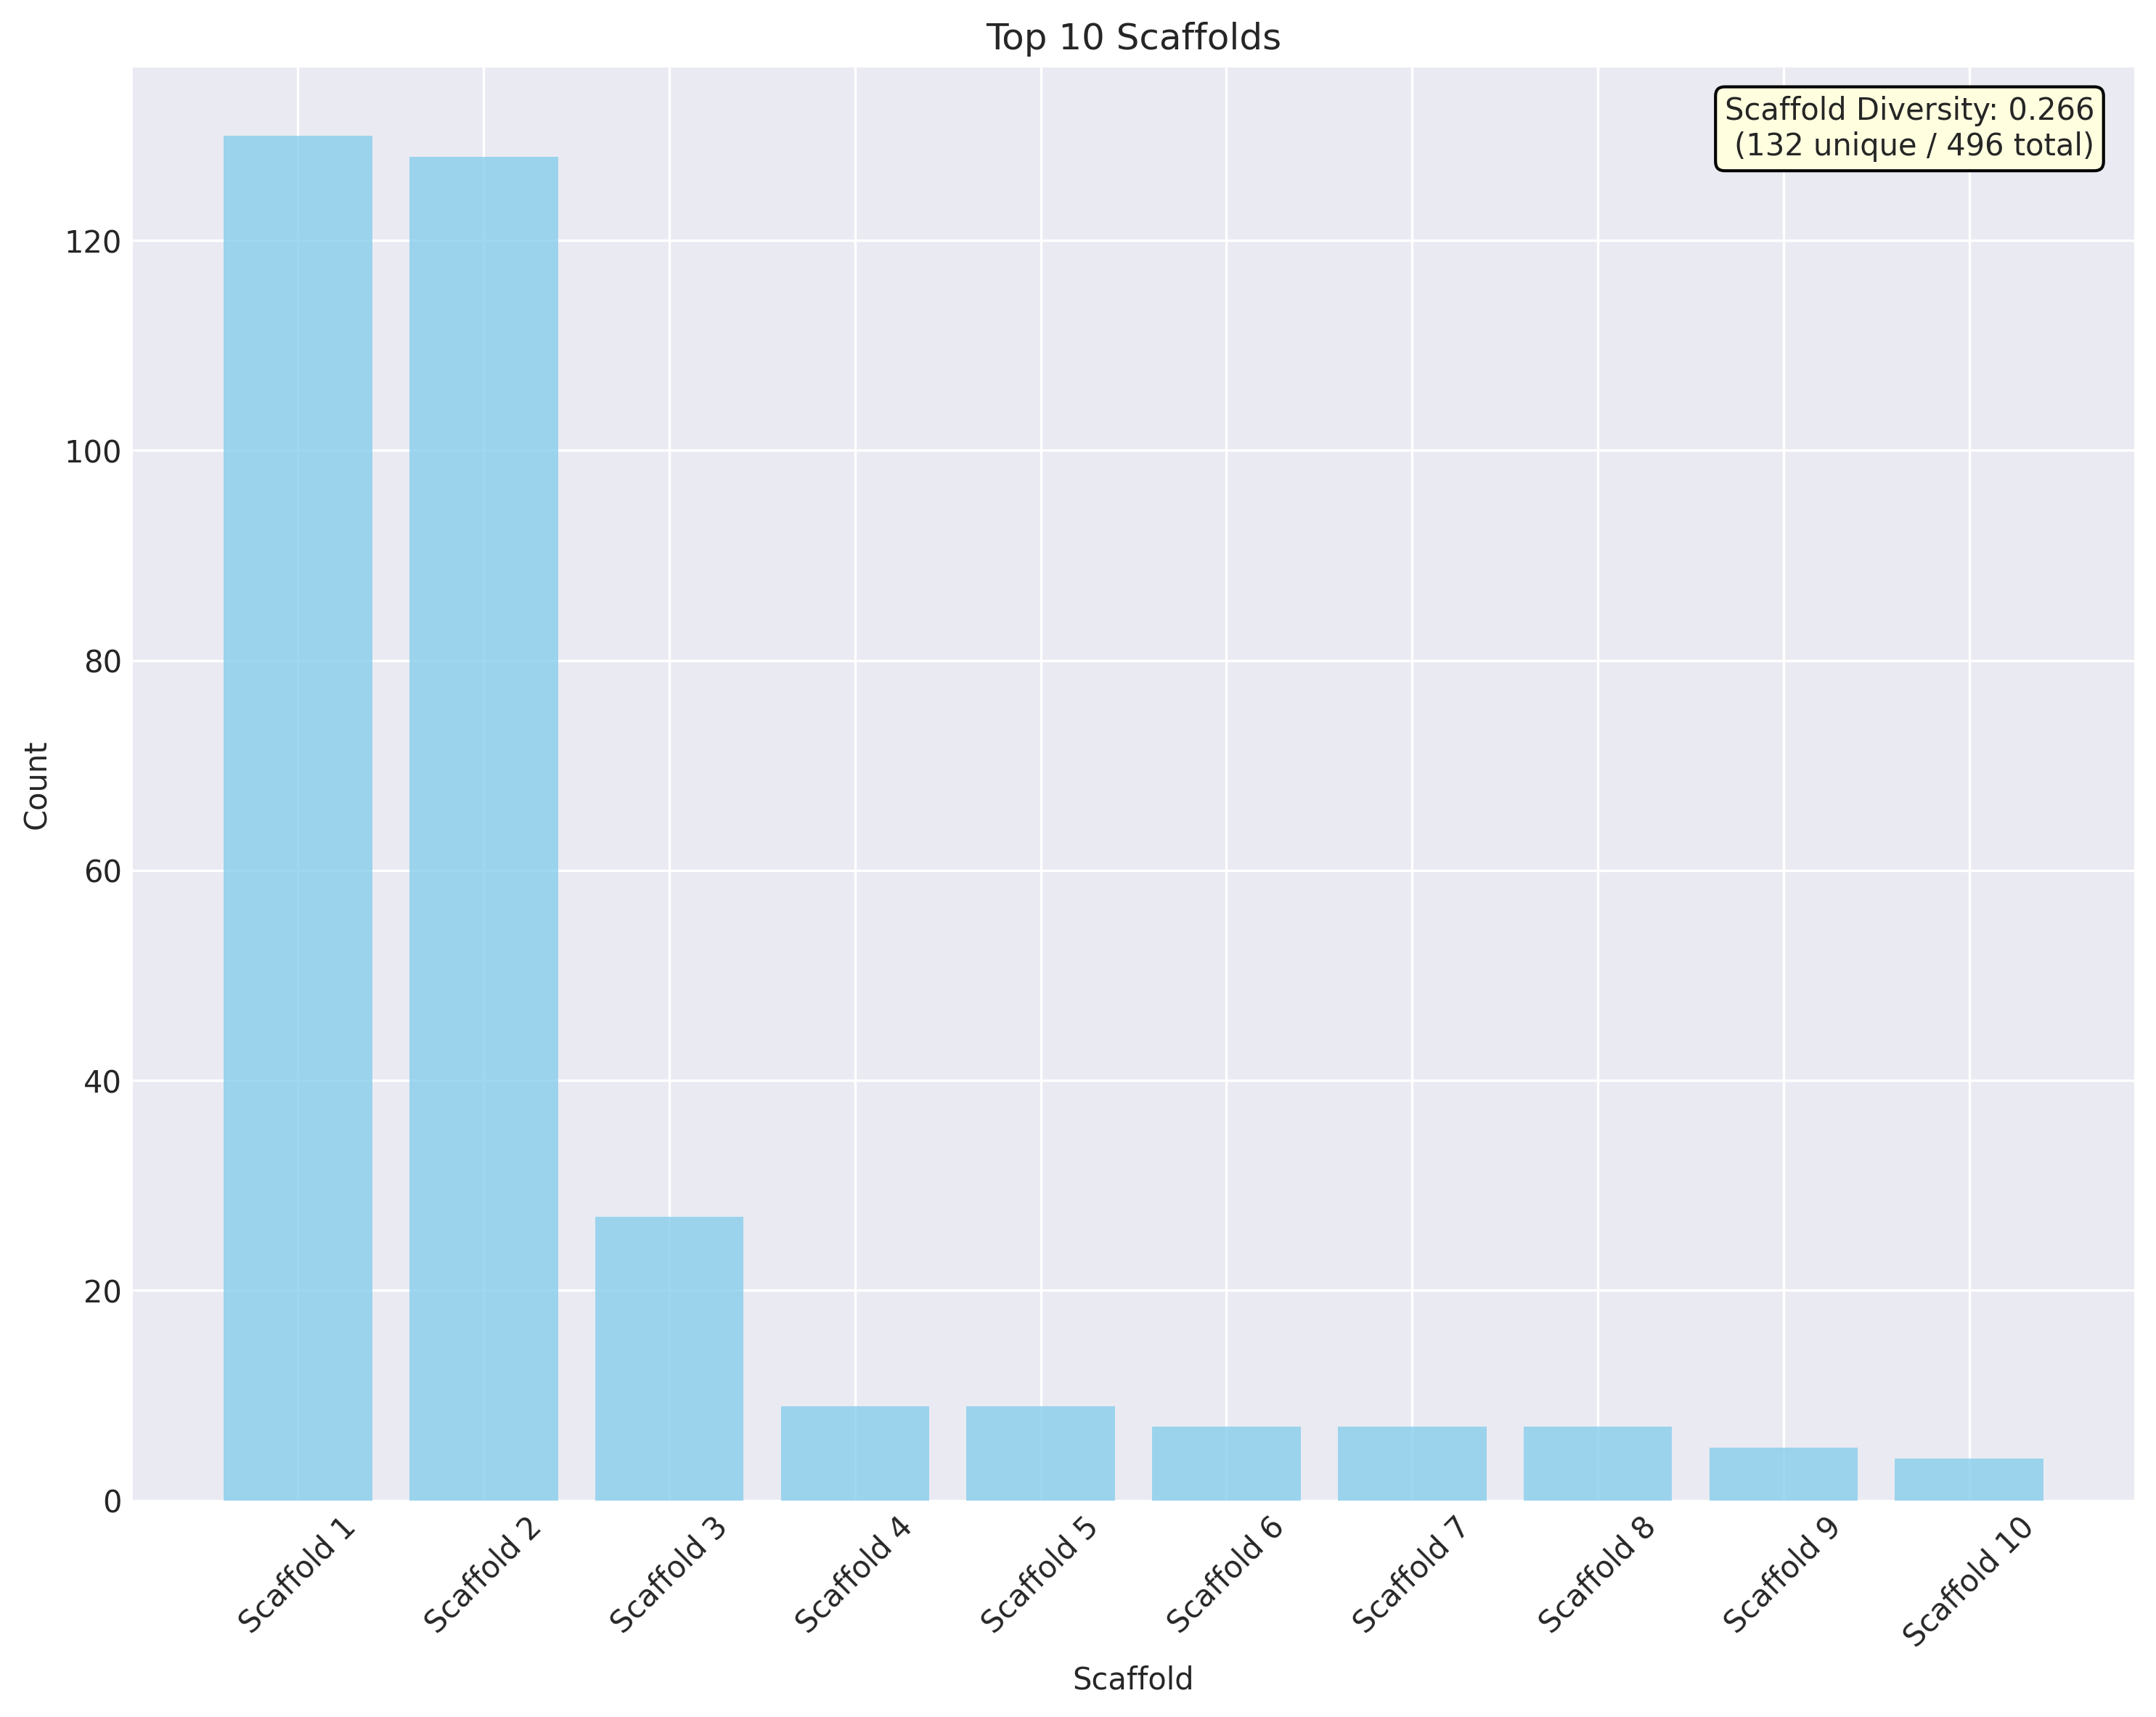 Top 10 Scaffolds
Scaffold Diversity: 0.266
(132 unique / 496 total)
Count
120
100
80
60
40
20
0
Scaffold 1
Scaffold 2
Scaffold 3
Scaffold 4
Scaffold 5
Scaffold 6
Scaffold 7
Scaffold 8
Scaffold 9
Scaffold 10
Scaffold